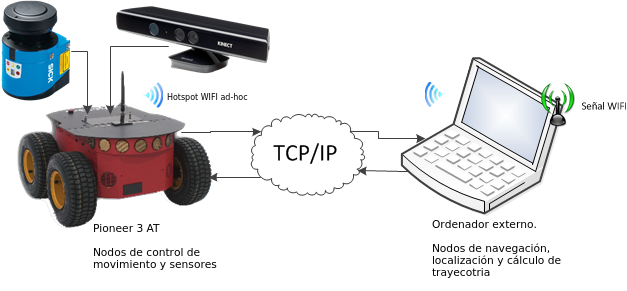 SICK
KINECT
Hotspot WIFI ad-hoc
Señal WIFI
TCP/IP
Pioneer 3 AT
Nodos de control de
movimiento y sensores
Ordenador externo.
Nodos de navegación,
localización y cálculo de
trayecotria